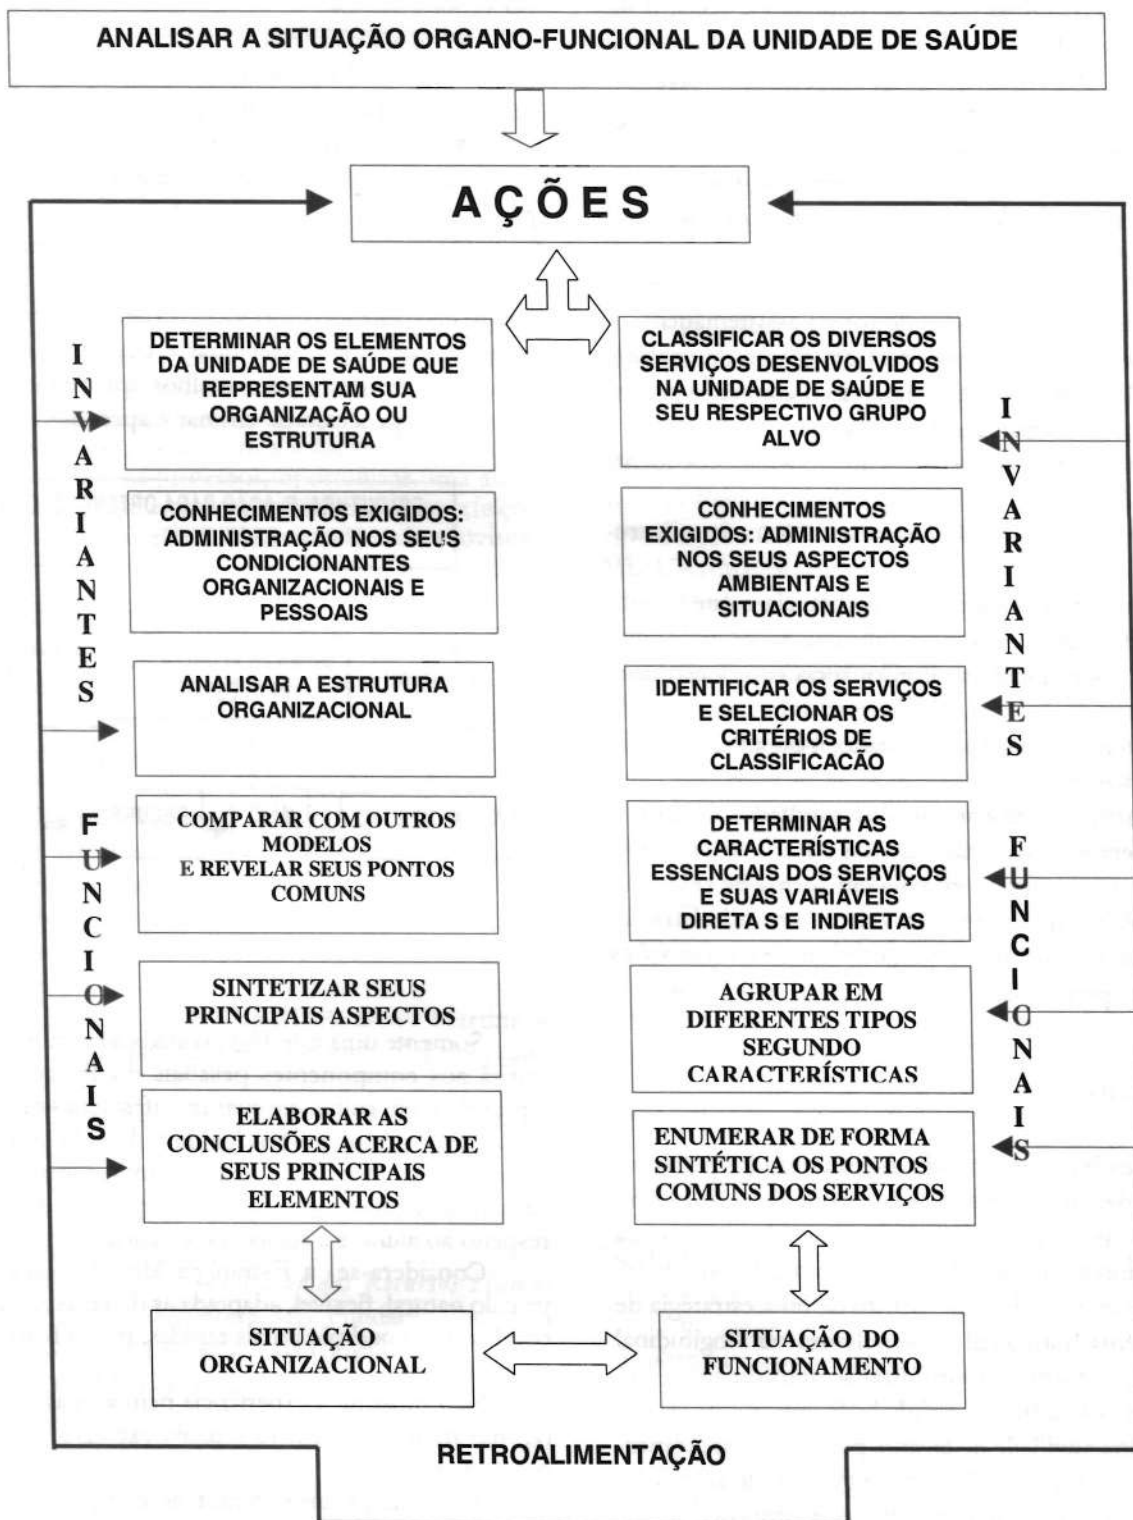 ANALISAR A SITUAÇÃO ORGANO-FUNCIONAL DA UNIDADE DE SAÚDE
AÇÕES
INVARIANTES
FUNCIONAIS
DETERMINAR OS ELEMENTOS
DA UNIDADE DE SAÚDE QUE
REPRESENTAM SUA
ORGANIZAÇÃO OU
ESTRUTURA
CONHECIMENTOS EXIGIDOS:
ADMINISTRAÇÃO NOS SEUS
CONDICIONANTES
ORGANIZACIONAIS E
PESSOAIS
ANALISAR A ESTRUTURA
ORGANIZACIONAL
COMPARAR COM OUTROS
MODELOS
E REVELAR SEUS PONTOS
COMUNS
SINTETIZAR SEUS
PRINCIPAIS ASPECTOS
ELABORAR AS
CONCLUSÕES ACERCA DE
SEUS PRINCIPAIS
ELEMENTOS
SITUAÇÃO
ORGANIZACIONAL
CLASSIFICAR OS DIVERSOS
SERVIÇOS DESENVOLVIDOS
NA UNIDADE DE SAÚDE E
SEU RESPECTIVO GRUPO
ALVO
CONHECIMENTOS
EXIGIDOS: ADMINISTRAÇÃO
NOS SEUS ASPECTOS
AMBIENTAIS E
SITUACIONAIS
IDENTIFICAR OS SERVIÇOS
E SELECIONAR OS
CRITÉRIOS DE
CLASSIFICACÃO
DETERMINAR AS
CARACTERÍSTICAS
ESSENCIAIS DOS SERVIÇOS
E SUAS VARIÁVEIS
DIRETA S E INDIRETAS
AGRUPAR EM
DIFERENTES TIPOS
SEGUNDO
CARACTERÍSTICAS
ENUMERAR DE FORMA
SINTÉTICA OS PONTOS
COMUNS DOS SERVIÇOS
SITUAÇÃO DO
FUNCIONAMENTO
INVARIANTES
FUNCIONAIS
RETROALIMENTAÇÃO